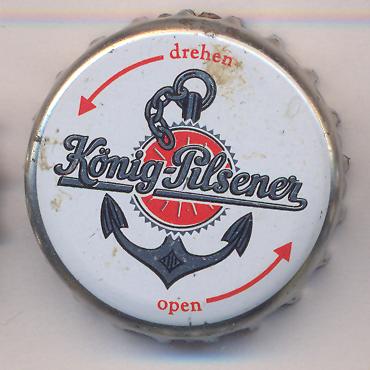 drehen
König-Pilsener
open